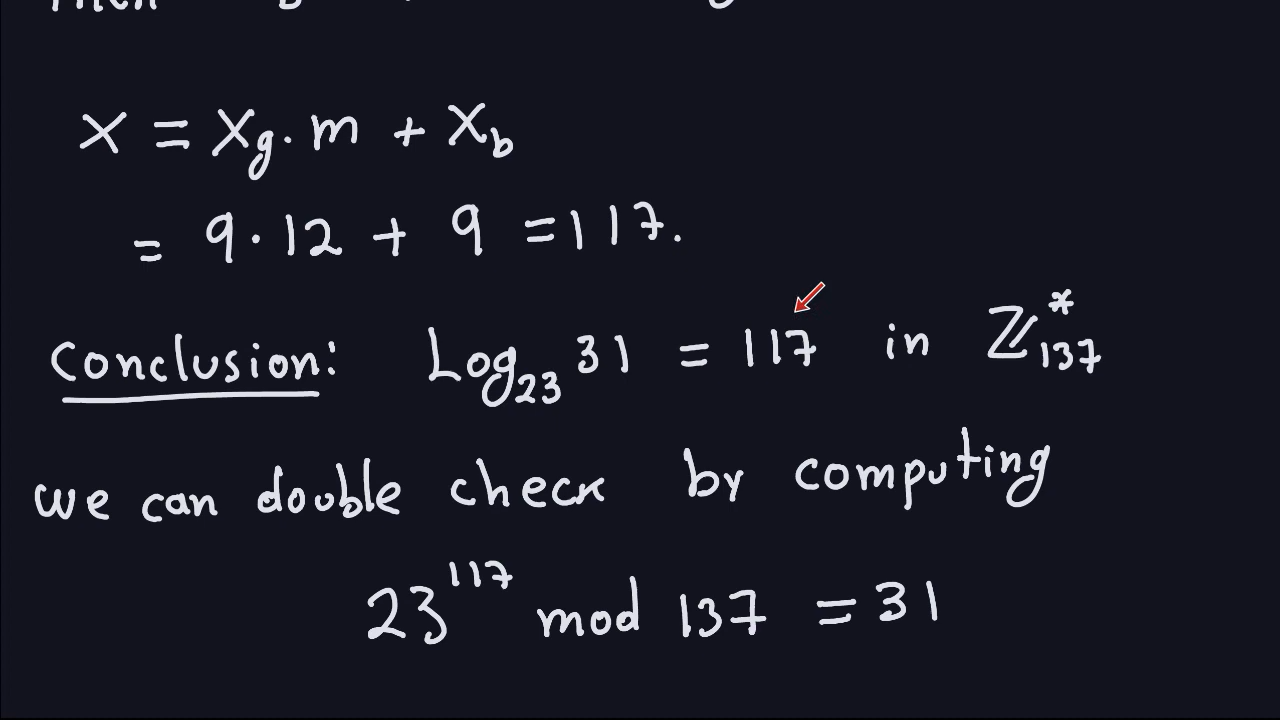 x = x_g · m + x_b
= 9 · 12 + 9 = 117.
Conclusion: Log_23 31 = 117 in ℤ*_137
we can double check by computing
23^117 mod 137 = 31